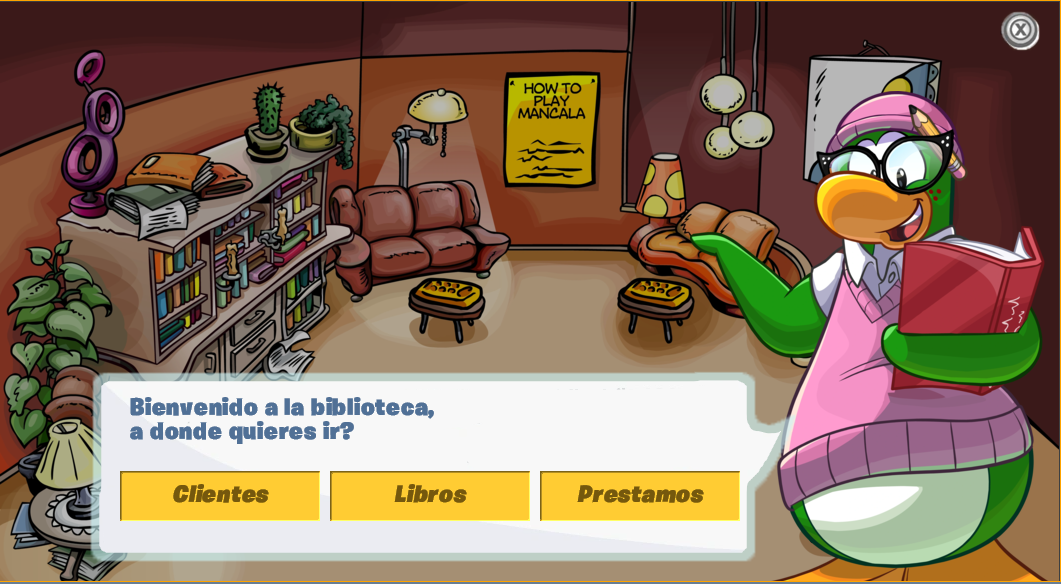 HOW TO
PLAY
MANCALA
Bienvenido a la biblioteca,
a donde quieres ir?
Clientes
Libros
Prestamos
X